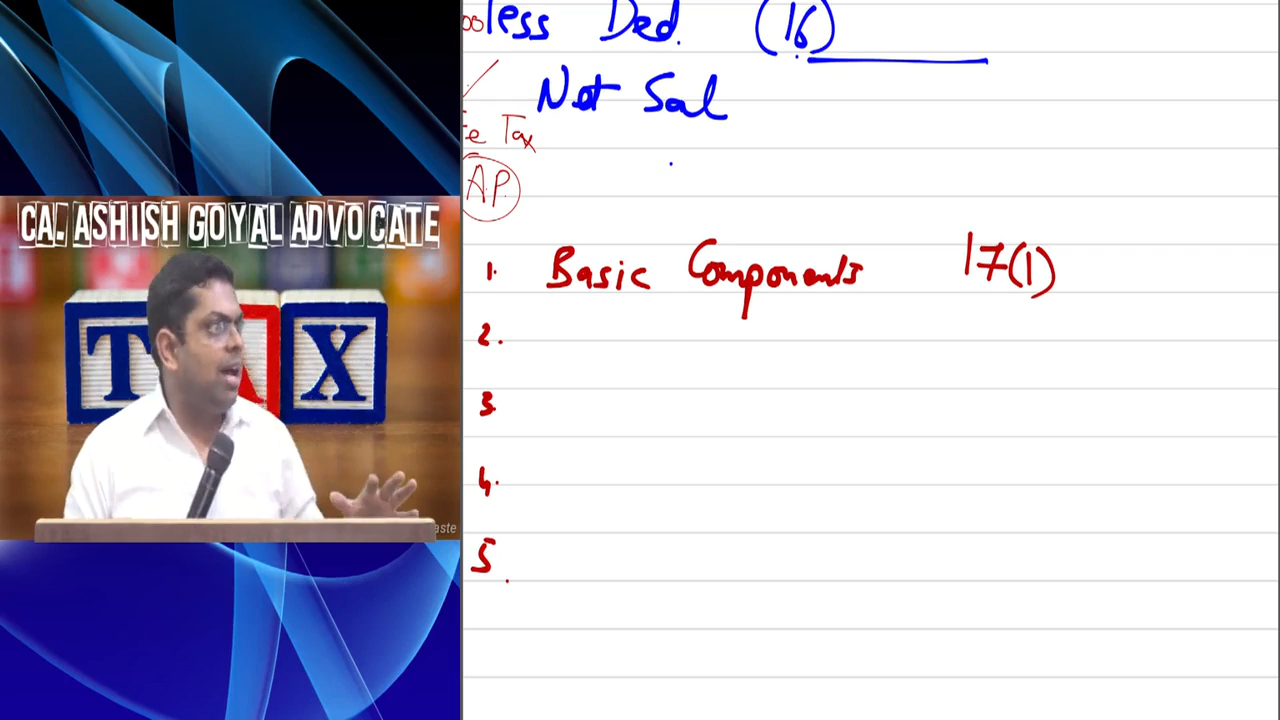 less Ded. (16)
Net Sal
Tax
A.P.
CA. ASHISH GOYAL ADVOCATE
TAX
1. Basic Components 17(1)
2.
3.
4.
5.
aste